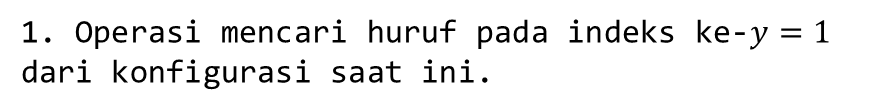 1. Operasi mencari huruf pada indeks ke-y = 1
dari konfigurasi saat ini.